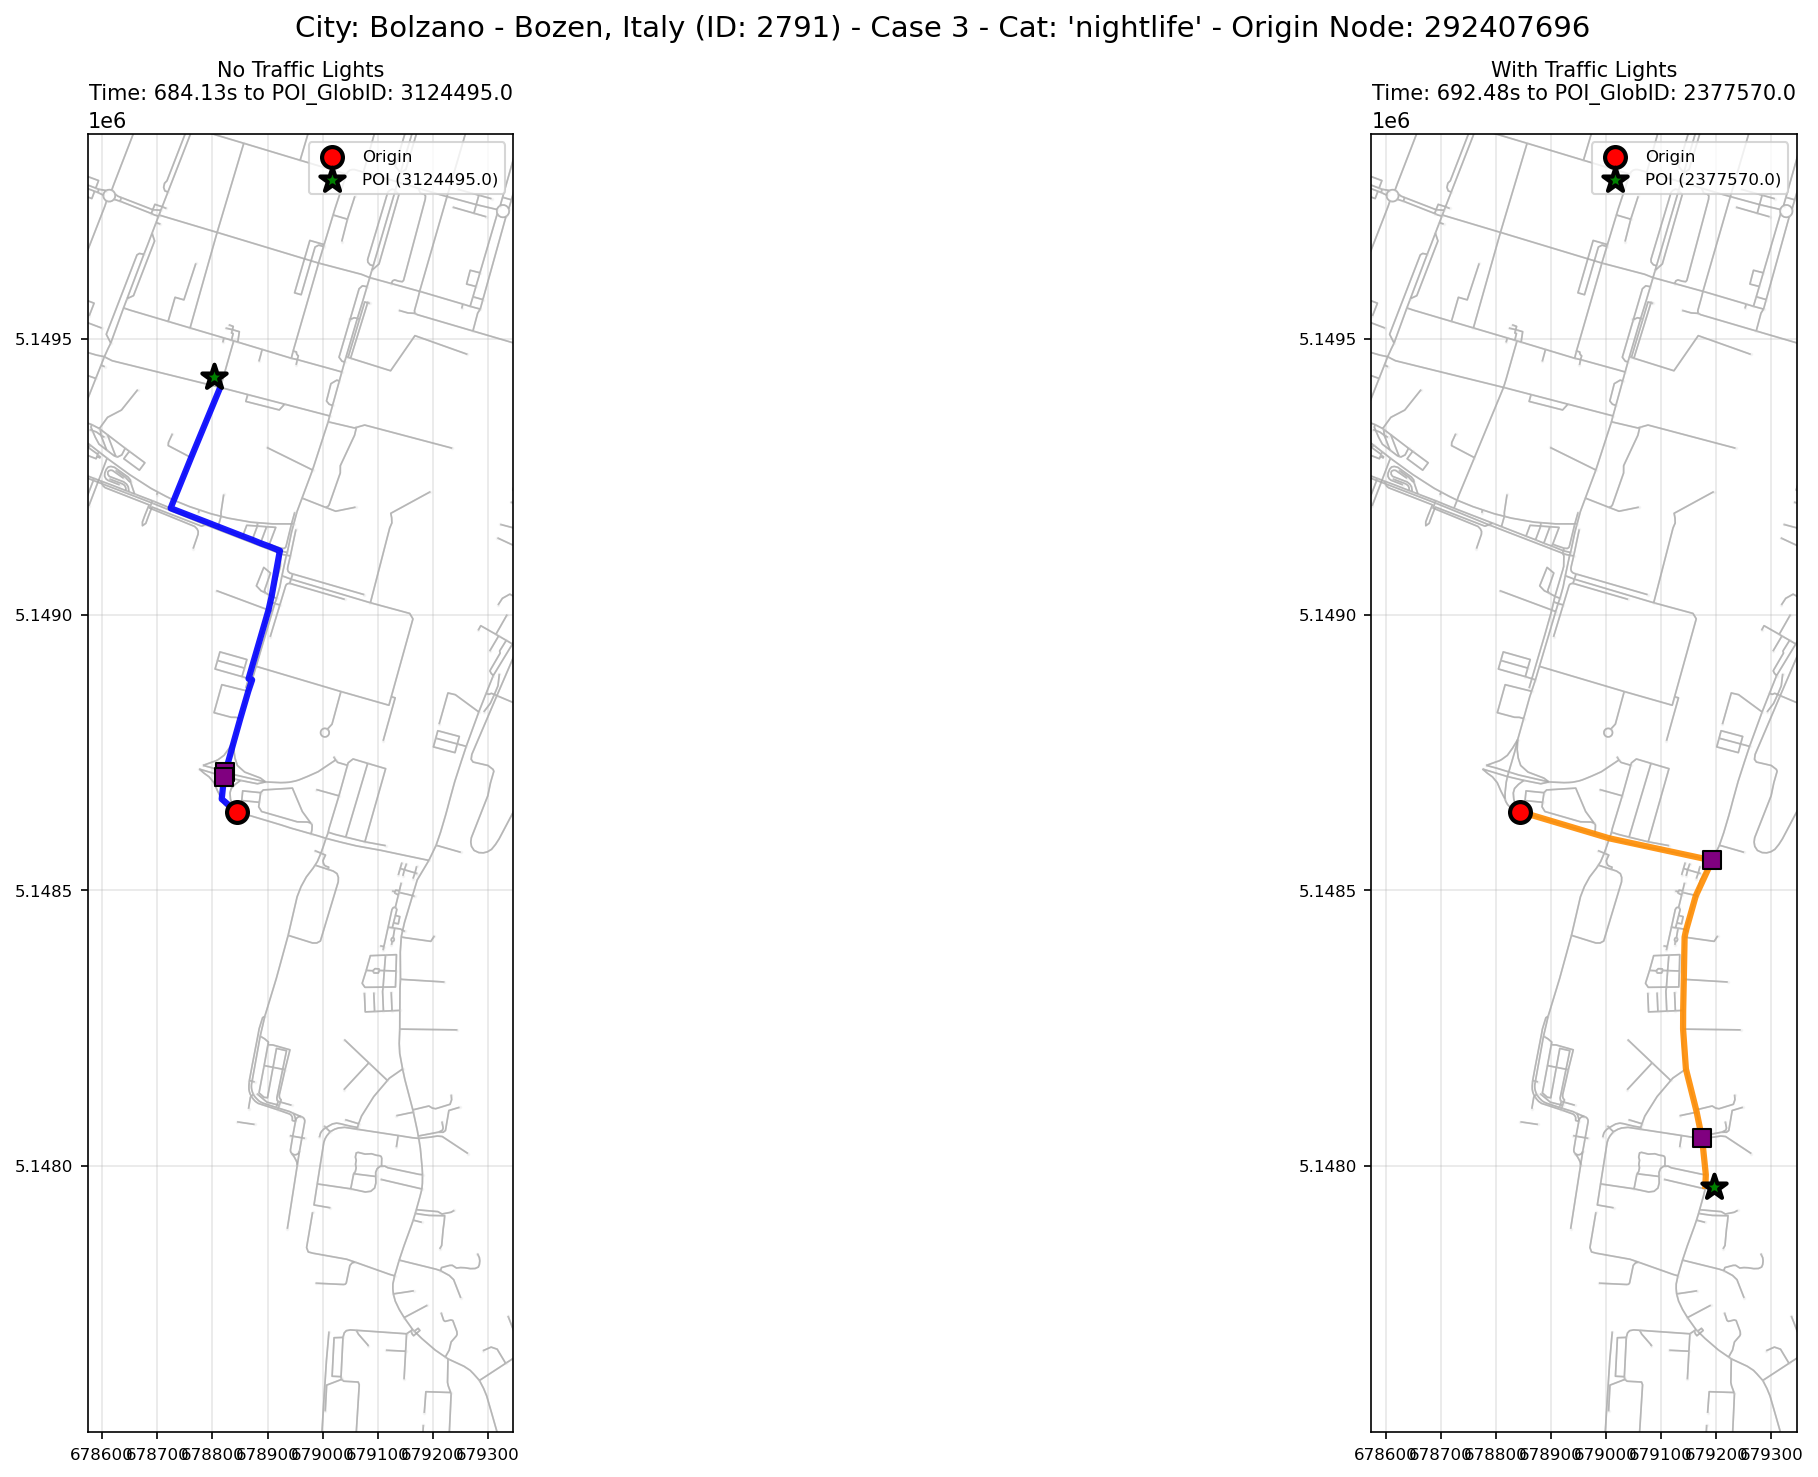 City: Bolzano - Bozen, Italy (ID: 2791) - Case 3 - Cat: 'nightlife' - Origin Node: 292407696
No Traffic Lights
Time: 684.13s to POI_GlobID: 3124495.0
1e6
Origin
POI (3124495.0)
5.1495
5.1490
5.1485
5.1480
678600 678700 678800 678900 679000 679100 679200 679300
With Traffic Lights
Time: 692.48s to POI_GlobID: 2377570.0
1e6
Origin
POI (2377570.0)
5.1495
5.1490
5.1485
5.1480
678600 678700 678800 678900 679000 679100 679200 679300